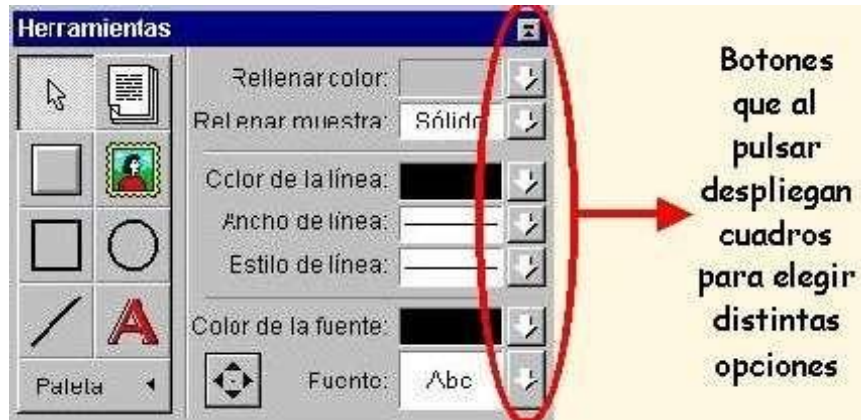 Herramientas
Rellenar color:
Rellenar muestra: Sólido
Color de la línea:
Ancho de línea:
Estilo de línea:
Color de la fuente:
Paleta
Fuente: Abc
Botones
que al
pulsar
despliegan
cuadros
para elegir
distintas
opciones